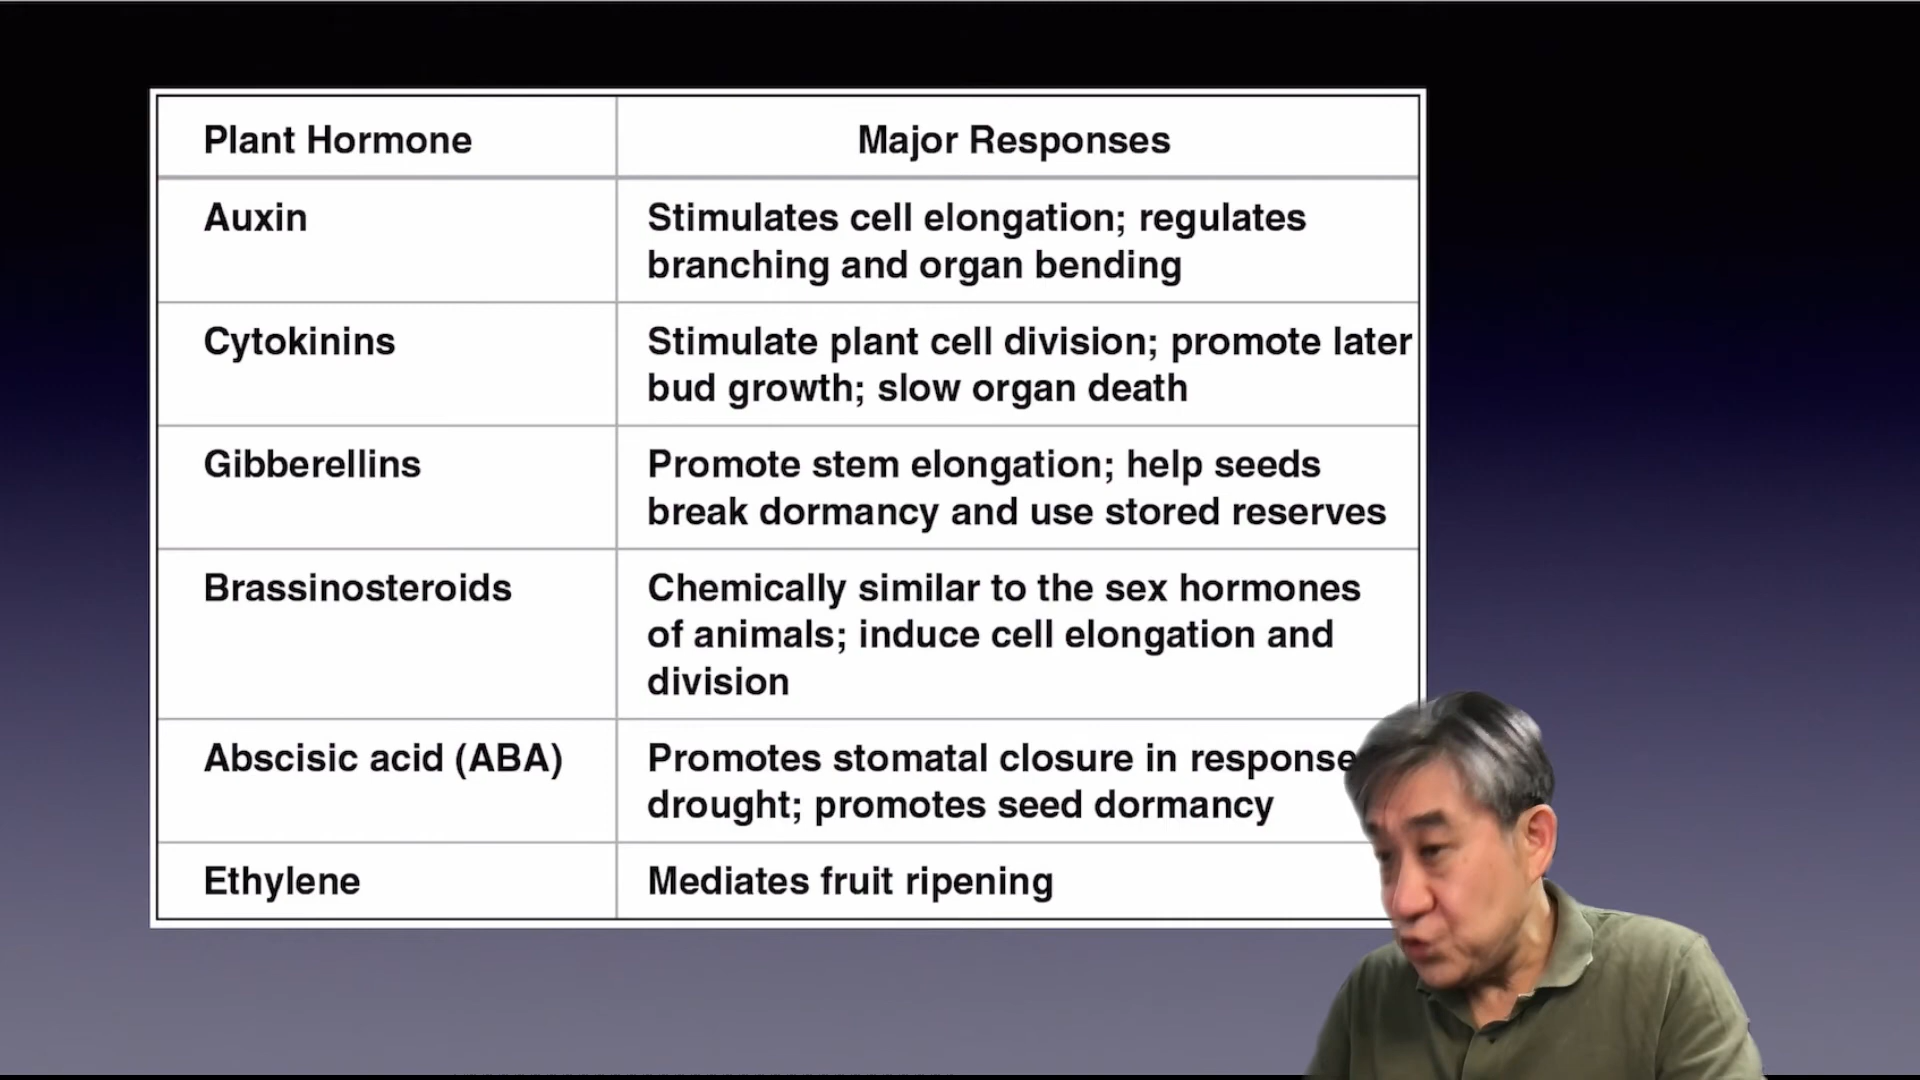 Plant Hormone
Major Responses
Auxin
Stimulates cell elongation; regulates
branching and organ bending
Cytokinins
Stimulate plant cell division; promote later
bud growth; slow organ death
Gibberellins
Promote stem elongation; help seeds
break dormancy and use stored reserves
Brassinosteroids
Chemically similar to the sex hormones
of animals; induce cell elongation and
division
Abscisic acid (ABA)
Promotes stomatal closure in response
drought; promotes seed dormancy
Ethylene
Mediates fruit ripening